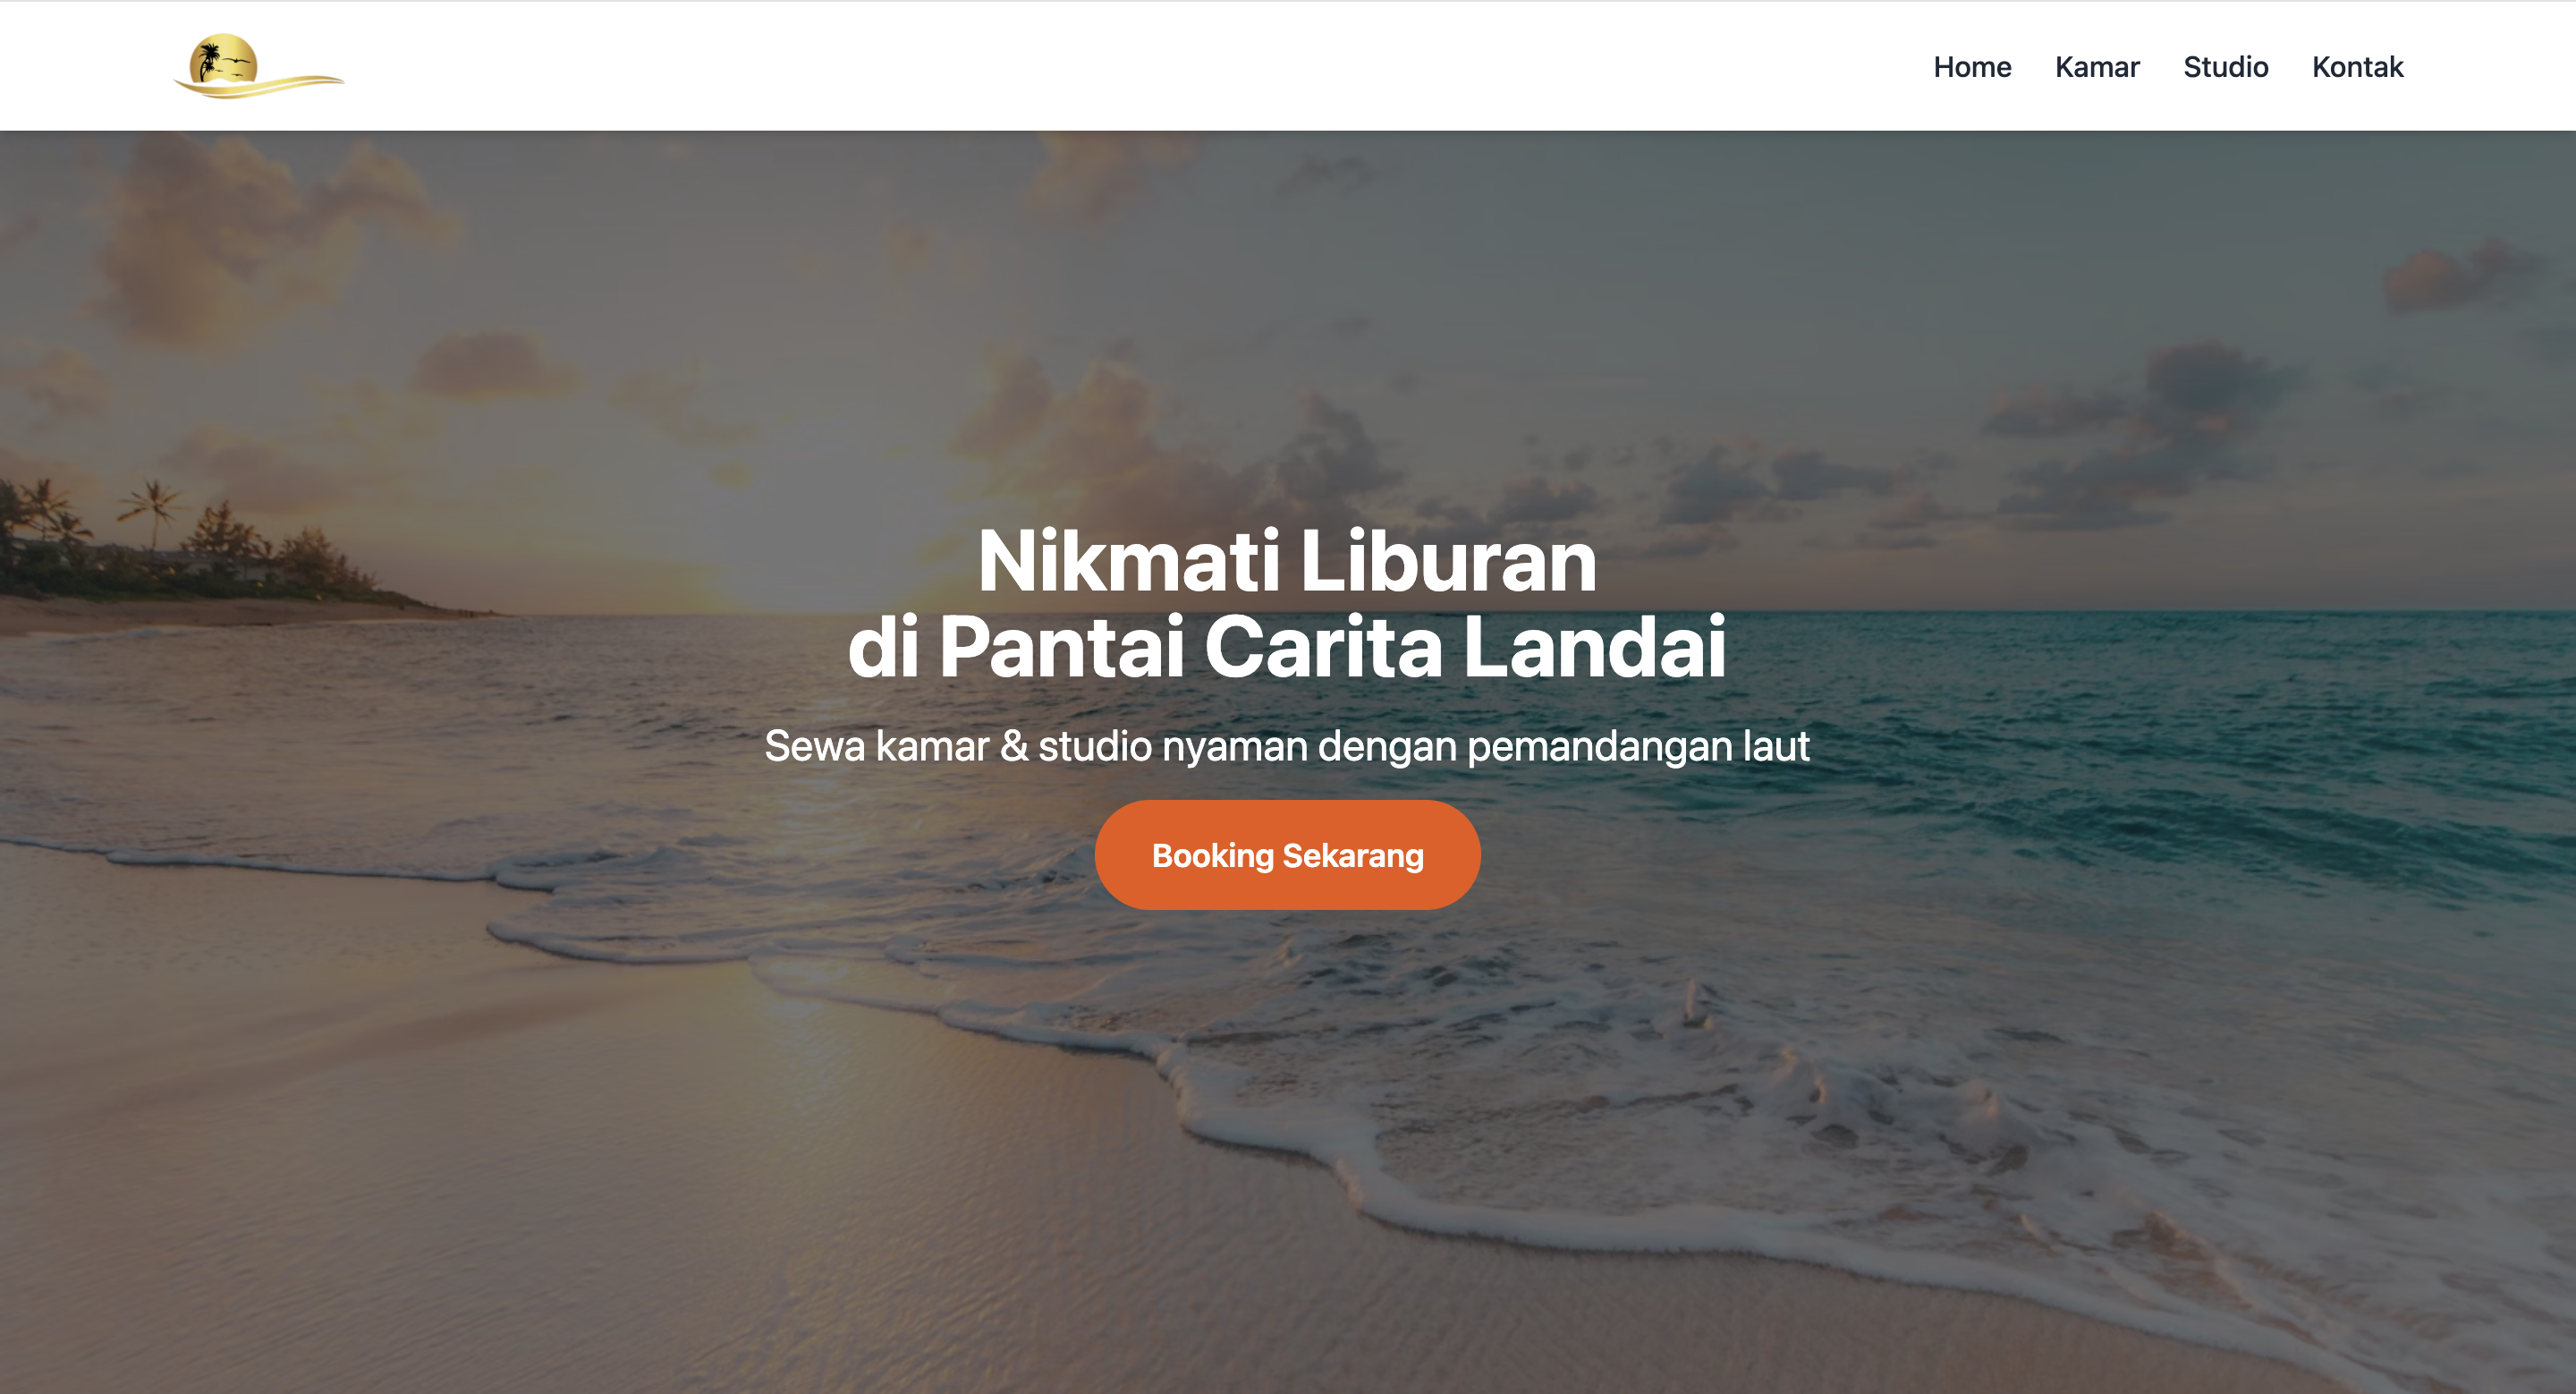 Home Kamar Studio Kontak
Nikmati Liburan
di Pantai Carita Landai
Sewa kamar & studio nyaman dengan pemandangan laut
Booking Sekarang